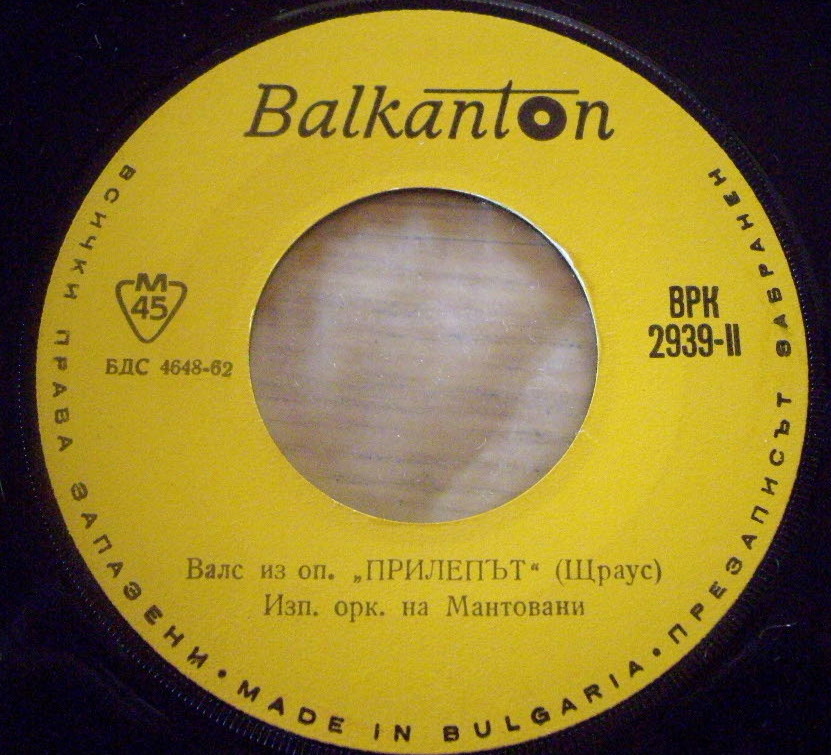 Balkanton
M
45
БДС 4648-62
ВРК
2939-II
Валс из оп. „ПРИЛЕПЪТ“ (Щраус)
Изп. орк. на Мантовани
ВСИЧКИ ПРАВА ЗАПАЗЕНИ • MADE IN BULGARIA • ПРЕЗАПИСЪТ ЗАБРАНЕН